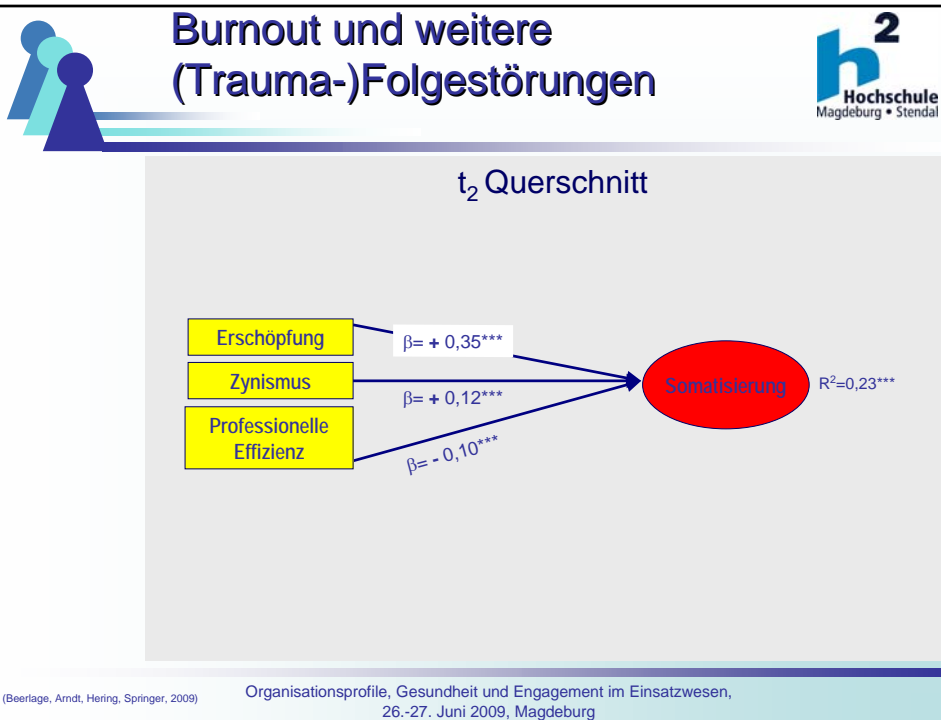 Burnout und weitere
(Trauma-)Folgestörungen
h2
Hochschule
Magdeburg • Stendal
t2 Querschnitt
Erschöpfung
β= + 0,35***
Zynismus
β= + 0,12***
Professionelle
Effizienz
β= - 0,10***
Somatisierung
R²=0,23***
(Beerlage, Arndt, Hering, Springer, 2009)
Organisationsprofile, Gesundheit und Engagement im Einsatzwesen,
26.-27. Juni 2009, Magdeburg